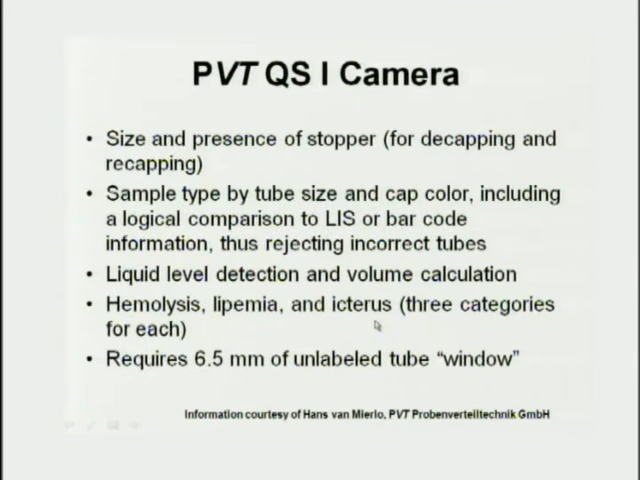 PVT QS I Camera
• Size and presence of stopper (for decapping and
recapping)
• Sample type by tube size and cap color, including
a logical comparison to LIS or bar code
information, thus rejecting incorrect tubes
• Liquid level detection and volume calculation
• Hemolysis, lipemia, and icterus (three categories
for each)
• Requires 6.5 mm of unlabeled tube “window”
Information courtesy of Hans van Mierlo, PVT Probenverteiltechnik GmbH